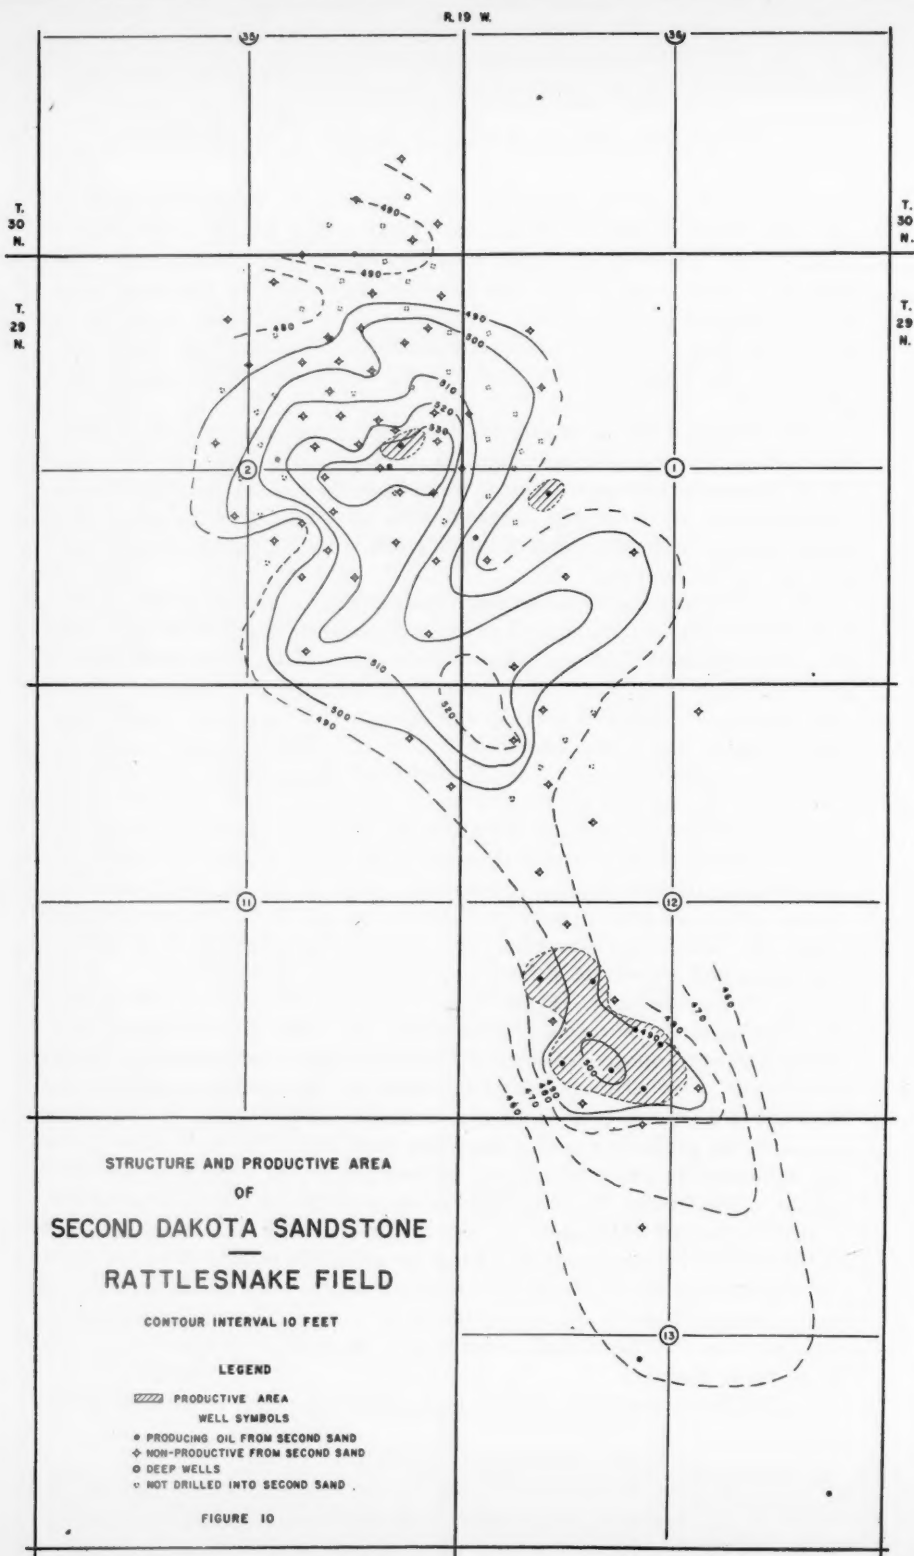 R. 19 W.
35
36
T.
30
N.
T.
30
N.
490
490
T.
29
N.
T.
29
N.
480
490
500
510
520
530
2
1
510
520
500
490
11
12
460
470
480
490
500
490
480
470
460
STRUCTURE AND PRODUCTIVE AREA
OF
SECOND DAKOTA SANDSTONE
RATTLESNAKE FIELD
CONTOUR INTERVAL 10 FEET
13
LEGEND
PRODUCTIVE AREA
WELL SYMBOLS
PRODUCING OIL FROM SECOND SAND
NON-PRODUCTIVE FROM SECOND SAND
DEEP WELLS
NOT DRILLED INTO SECOND SAND
FIGURE 10